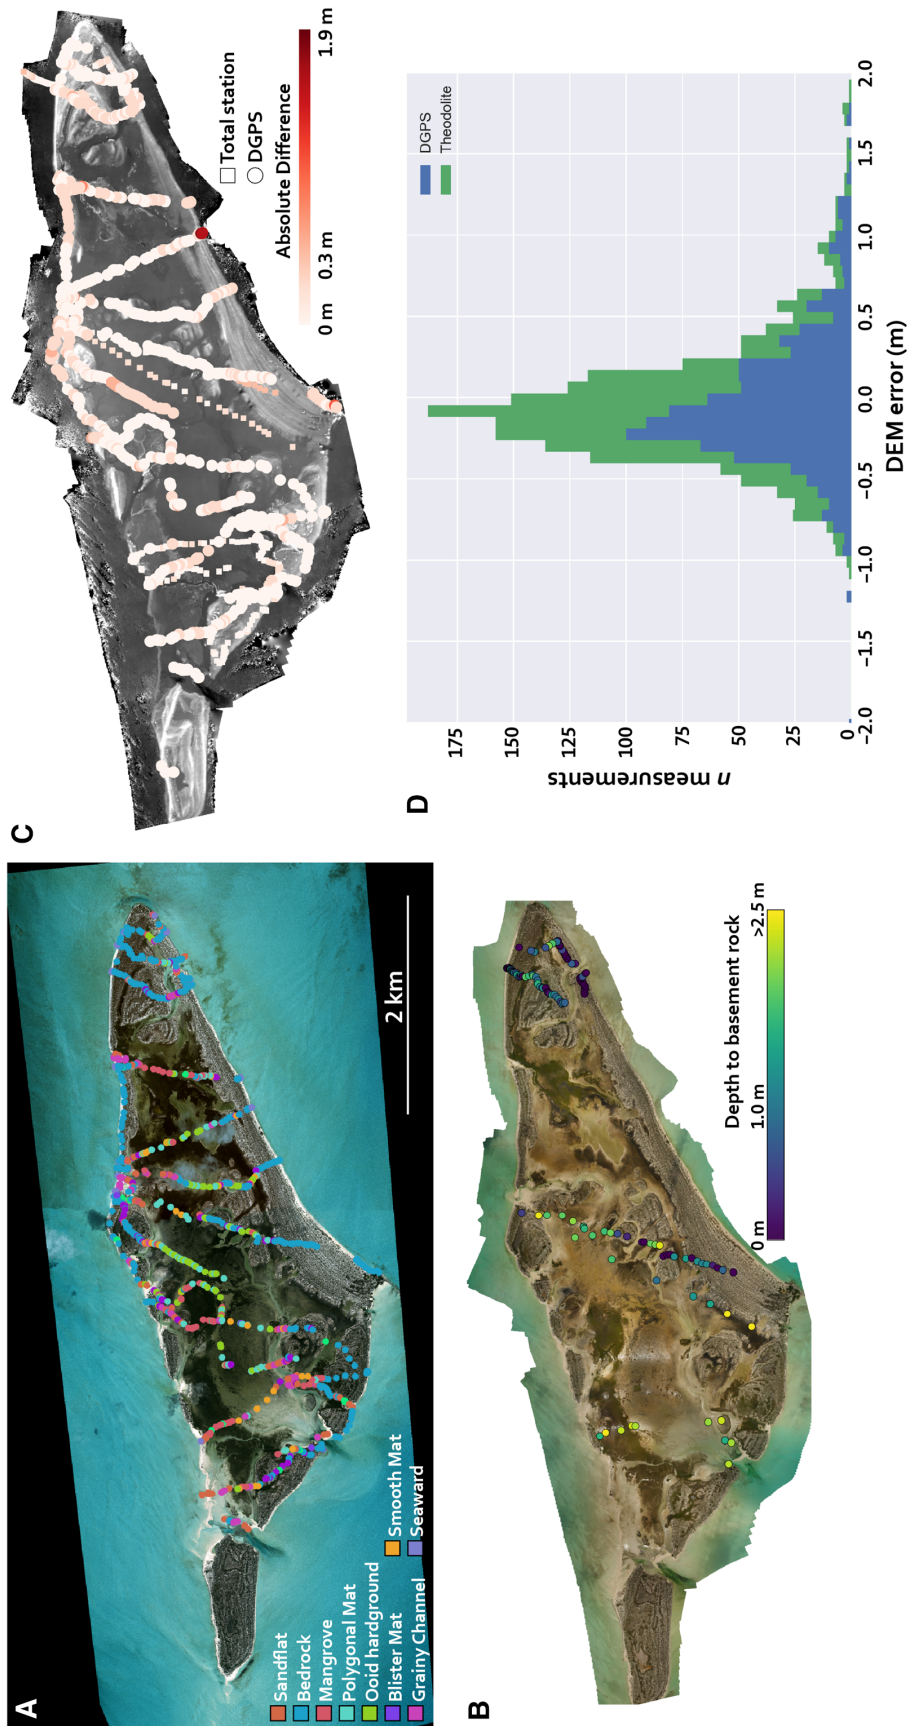 A
Sandflat
Bedrock
Mangrove
Polygonal Mat
Ooid hardground
Blister Mat
Grainy Channel
Smooth Mat
Seaward
2 km
B
Depth to basement rock
0 m
1.0 m
>2.5 m
C
Total station
DGPS
Absolute Difference
0 m
0.3 m
1.9 m
D
DGPS
Theodolite
n measurements
175
150
125
100
75
50
25
0
−2.0
−1.5
−1.0
−0.5
0.0
0.5
1.0
1.5
2.0
DEM error (m)